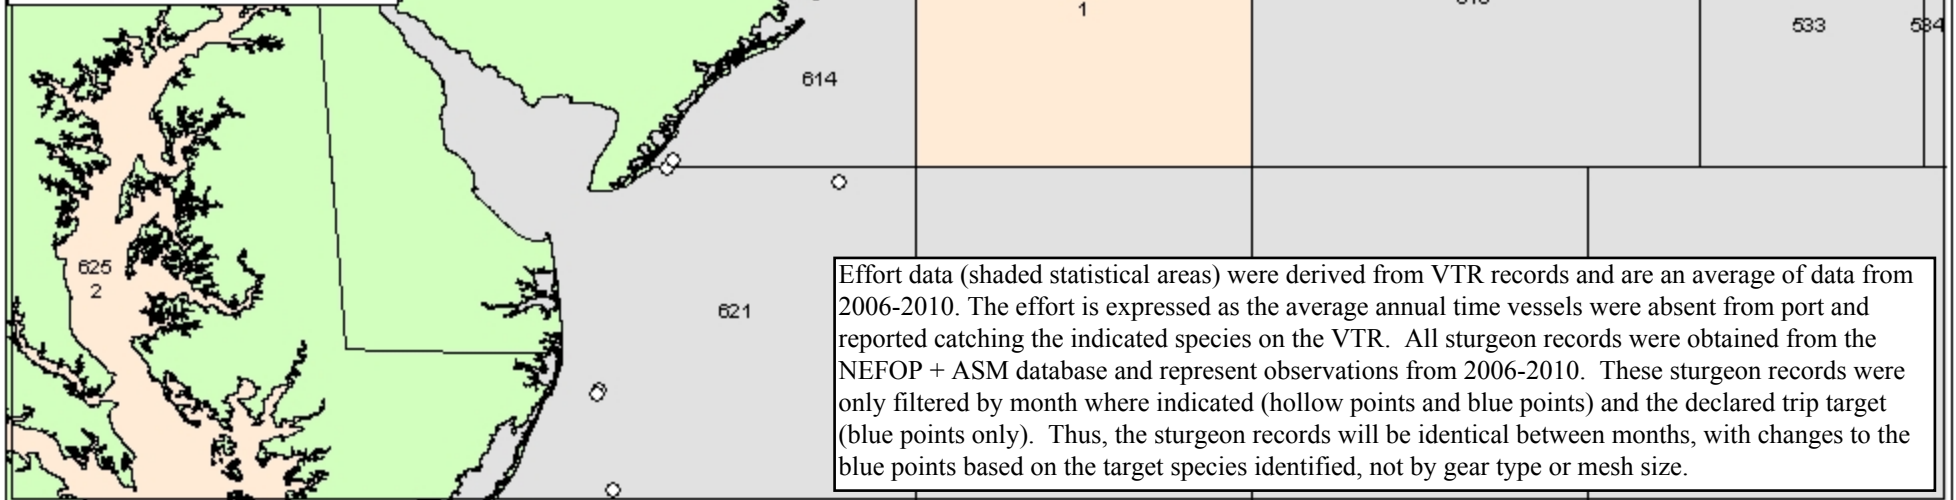 1
533
614
625
2
621
Effort data (shaded statistical areas) were derived from VTR records and are an average of data from
2006-2010. The effort is expressed as the average annual time vessels were absent from port and
reported catching the indicated species on the VTR.  All sturgeon records were obtained from the
NEFOP + ASM database and represent observations from 2006-2010.  These sturgeon records were
only filtered by month where indicated (hollow points and blue points) and the declared trip target
(blue points only).  Thus, the sturgeon records will be identical between months, with changes to the
blue points based on the target species identified, not by gear type or mesh size.